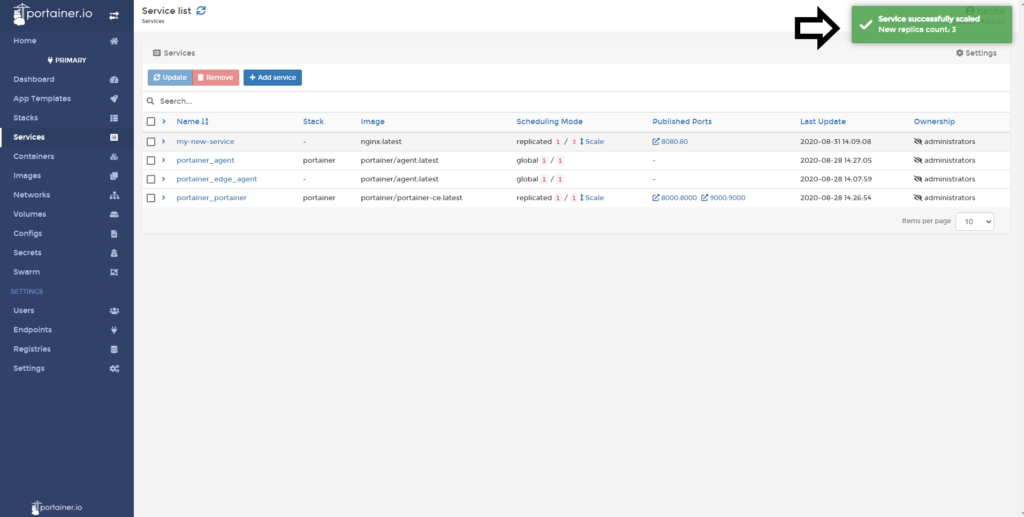 portainer.io
Home
PRIMARY
Dashboard
App Templates
Stacks
Services
Containers
Images
Networks
Volumes
Configs
Secrets
Swarm
SETTINGS
Users
Endpoints
Registries
Settings
portainer.io
Service list
Services
Service successfully scaled
New replica count: 3
Services
Settings
Update Remove + Add service
Search...
Name Stack Image Scheduling Mode Published Ports Last Update Ownership
my-new-service - nginx:latest replicated 1 / 3 Scale 8080:80 2020-08-31 14:09:08 administrators
portainer_agent portainer portainer/agent:latest global 1 / 1 - 2020-08-28 14:27:05 administrators
portainer_edge_agent - portainer/agent:latest global 1 / 1 - 2020-08-28 14:07:59 administrators
portainer_portainer portainer portainer/portainer-ce:latest replicated 1 / 1 Scale 8000:8000 9000:9000 2020-08-28 14:26:54 administrators
Items per page 10